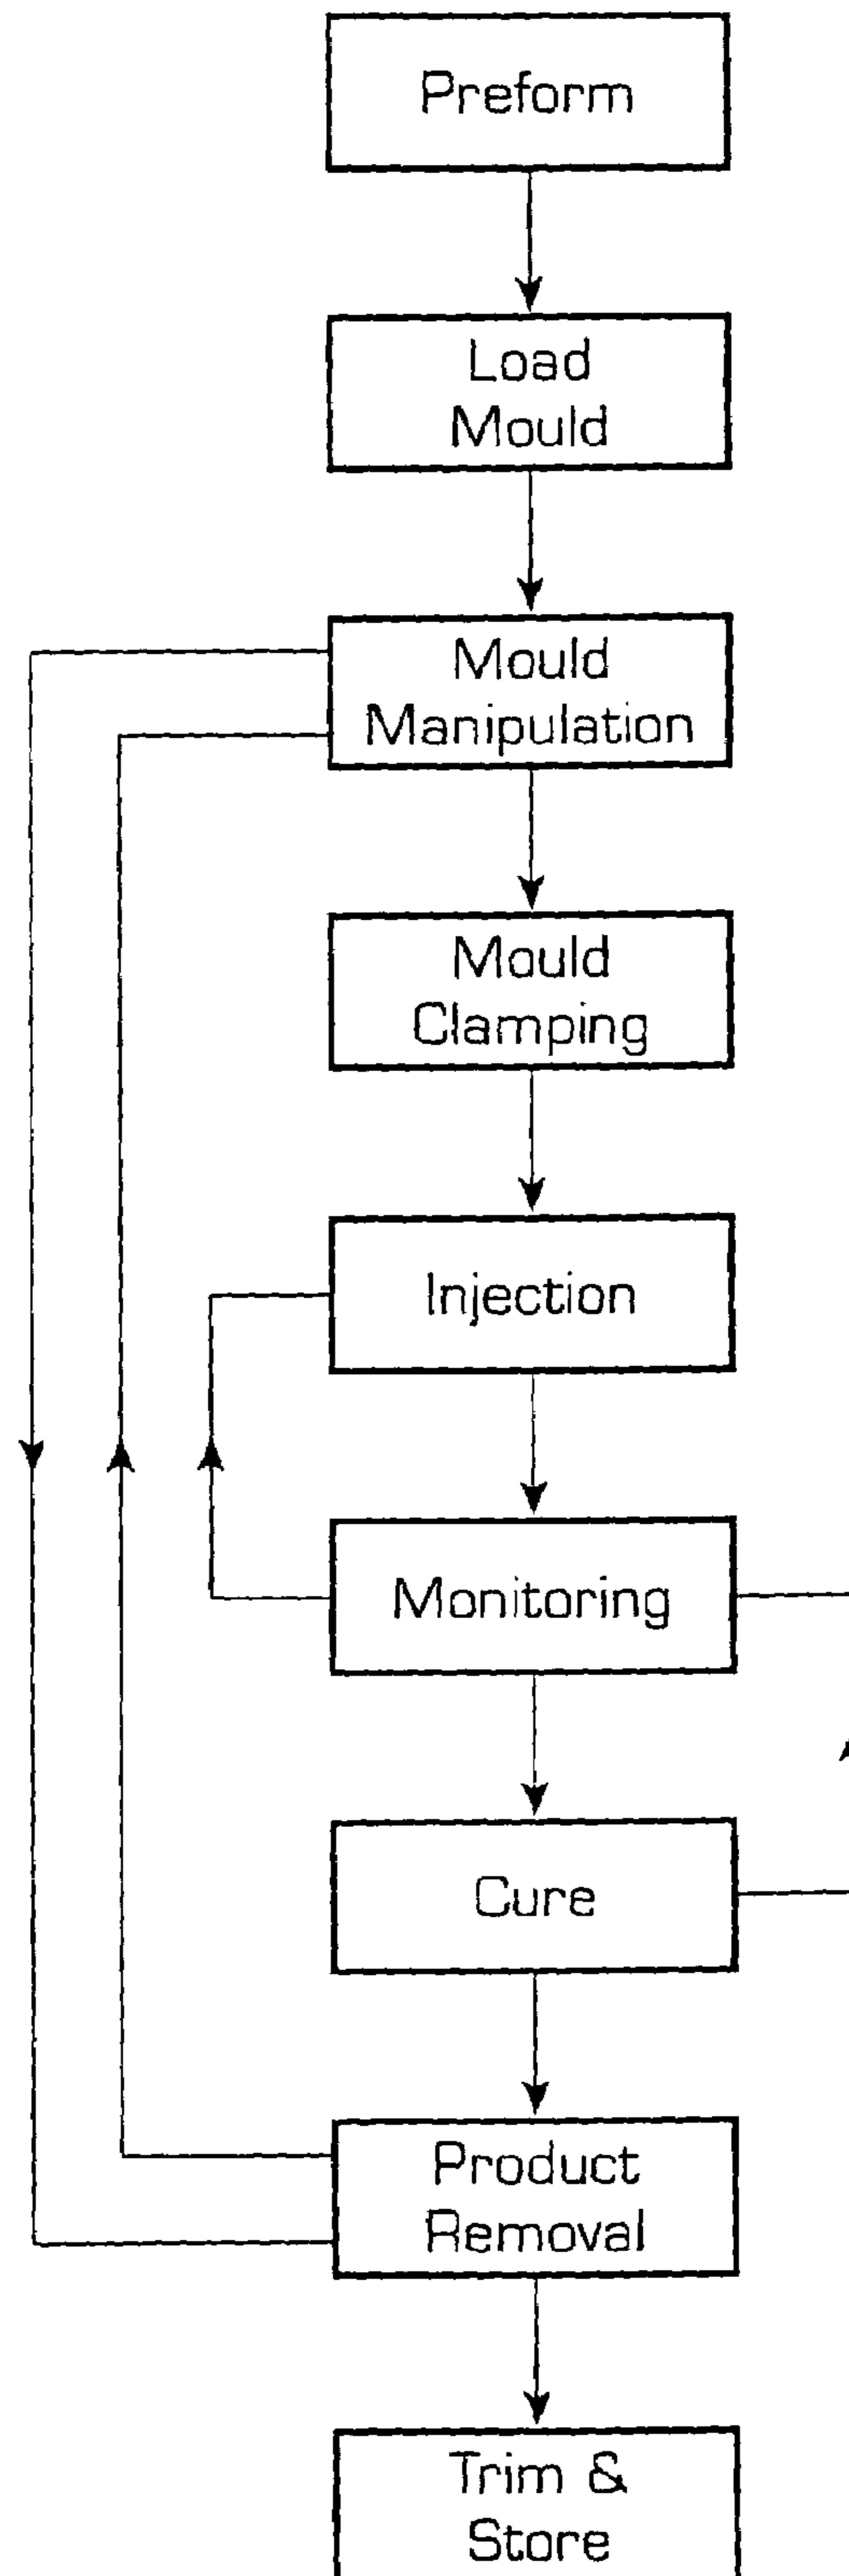 Preform
Load
Mould
Mould
Manipulation
Mould
Clamping
Injection
Monitoring
Cure
Product
Removal
Trim &
Store